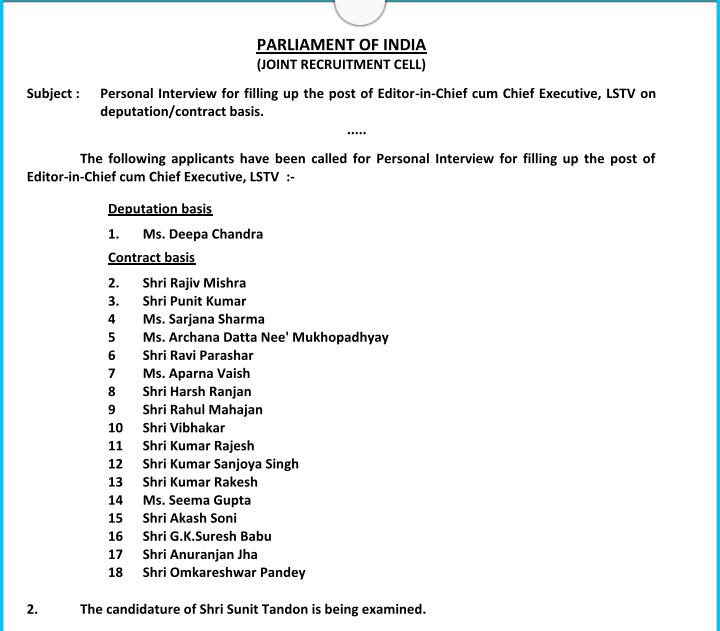 PARLIAMENT OF INDIA
(JOINT RECRUITMENT CELL)
Subject : Personal Interview for filling up the post of Editor-in-Chief cum Chief Executive, LSTV on
deputation/contract basis.
.....
The following applicants have been called for Personal Interview for filling up the post of
Editor-in-Chief cum Chief Executive, LSTV :-
Deputation basis
1. Ms. Deepa Chandra
Contract basis
2. Shri Rajiv Mishra
3. Shri Punit Kumar
4 Ms. Sarjana Sharma
5 Ms. Archana Datta Nee' Mukhopadhyay
6 Shri Ravi Parashar
7 Ms. Aparna Vaish
8 Shri Harsh Ranjan
9 Shri Rahul Mahajan
10 Shri Vibhakar
11 Shri Kumar Rajesh
12 Shri Kumar Sanjoya Singh
13 Shri Kumar Rakesh
14 Ms. Seema Gupta
15 Shri Akash Soni
16 Shri G.K.Suresh Babu
17 Shri Anuranjan Jha
18 Shri Omkareshwar Pandey
2. The candidature of Shri Sunit Tandon is being examined.